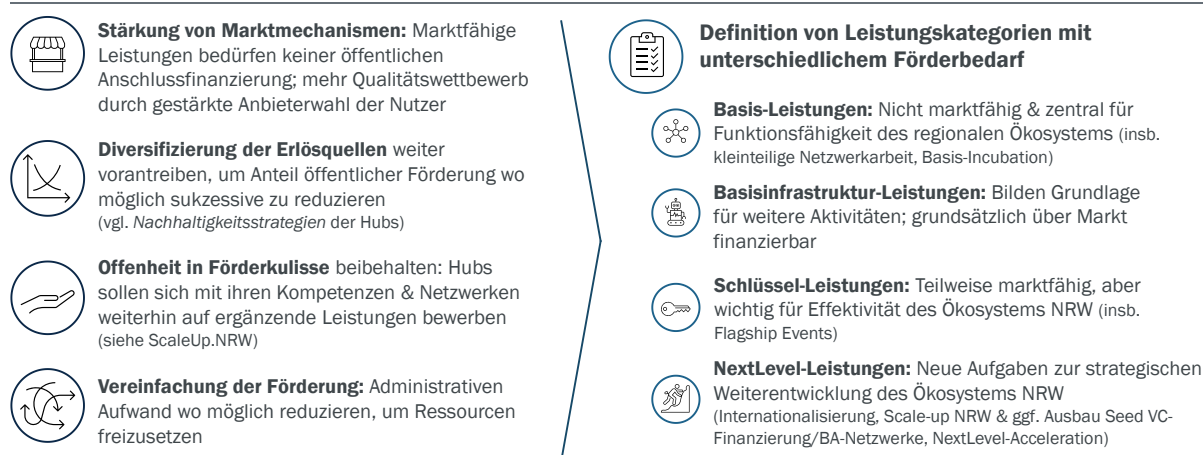 Stärkung von Marktmechanismen: Marktfähige
Leistungen bedürfen keiner öffentlichen
Anschlussfinanzierung; mehr Qualitätswettbewerb
durch gestärkte Anbieterwahl der Nutzer
Diversifizierung der Erlösquellen weiter
vorantreiben, um Anteil öffentlicher Förderung wo
möglich sukzessive zu reduzieren
(vgl. Nachhaltigkeitsstrategien der Hubs)
Offenheit in Förderkulisse beibehalten: Hubs
sollen sich mit ihren Kompetenzen & Netzwerken
weiterhin auf ergänzende Leistungen bewerben
(siehe ScaleUp.NRW)
Vereinfachung der Förderung: Administrativen
Aufwand wo möglich reduzieren, um Ressourcen
freizusetzen
Definition von Leistungskategorien mit
unterschiedlichem Förderbedarf
Basis-Leistungen: Nicht marktfähig & zentral für
Funktionsfähigkeit des regionalen Ökosystems (insb.
kleinteilige Netzwerkarbeit, Basis-Incubation)
Basisinfrastruktur-Leistungen: Bilden Grundlage
für weitere Aktivitäten; grundsätzlich über Markt
finanzierbar
Schlüssel-Leistungen: Teilweise marktfähig, aber
wichtig für Effektivität des Ökosystems NRW (insb.
Flagship Events)
NextLevel-Leistungen: Neue Aufgaben zur strategischen
Weiterentwicklung des Ökosystems NRW
(Internationalisierung, Scale-up NRW & ggf. Ausbau Seed VC-
Finanzierung/BA-Netzwerke, NextLevel-Acceleration)